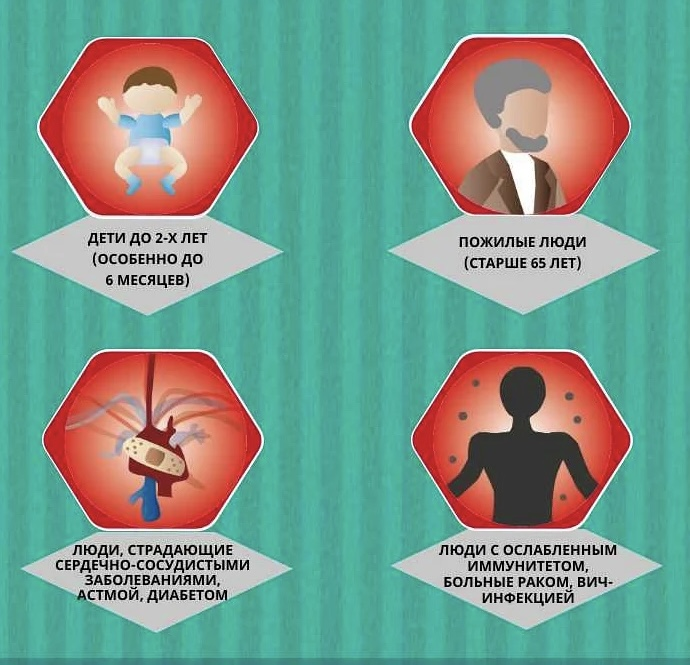 ДЕТИ ДО 2-Х ЛЕТ
(ОСОБЕННО ДО
6 МЕСЯЦЕВ)
ПОЖИЛЫЕ ЛЮДИ
(СТАРШЕ 65 ЛЕТ)
ЛЮДИ, СТРАДАЮЩИЕ
СЕРДЕЧНО-СОСУДИСТЫМИ
ЗАБОЛЕВАНИЯМИ,
АСТМОЙ, ДИАБЕТОМ
ЛЮДИ С ОСЛАБЛЕННЫМ
ИММУНИТЕТОМ,
БОЛЬНЫЕ РАКОМ, ВИЧ-
ИНФЕКЦИЕЙ